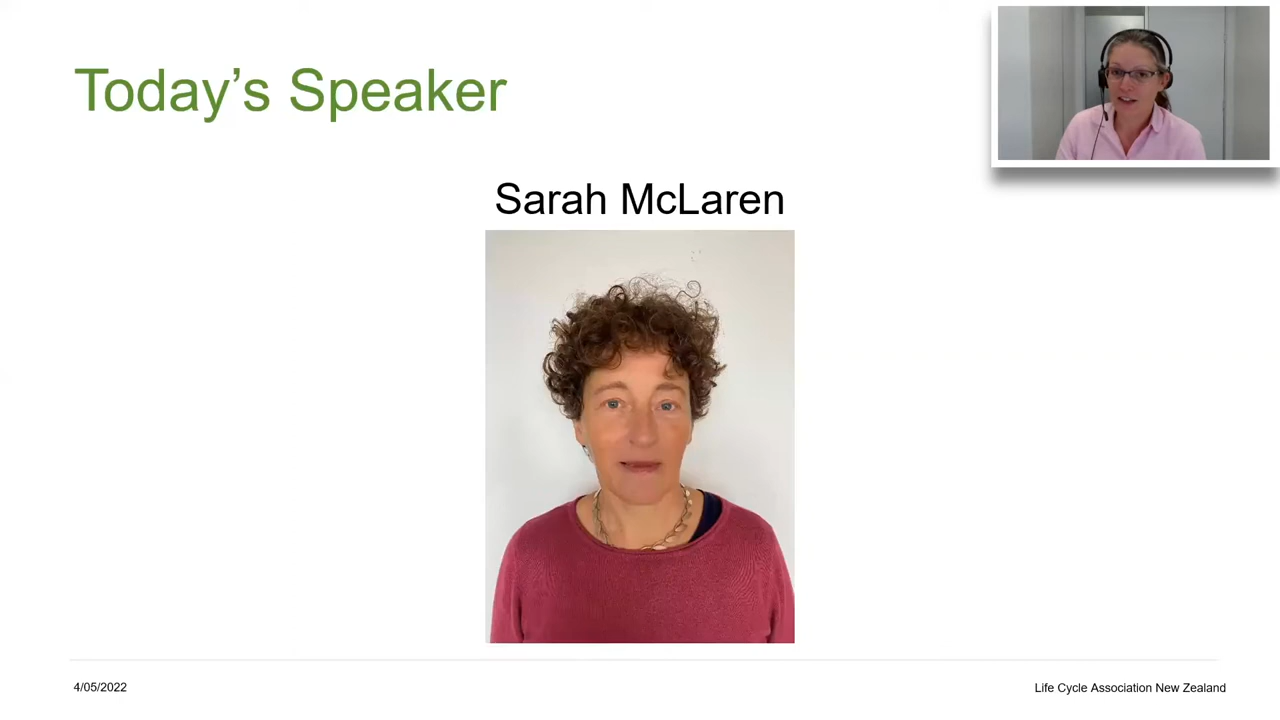 Today’s Speaker
Sarah McLaren
4/05/2022
Life Cycle Association New Zealand